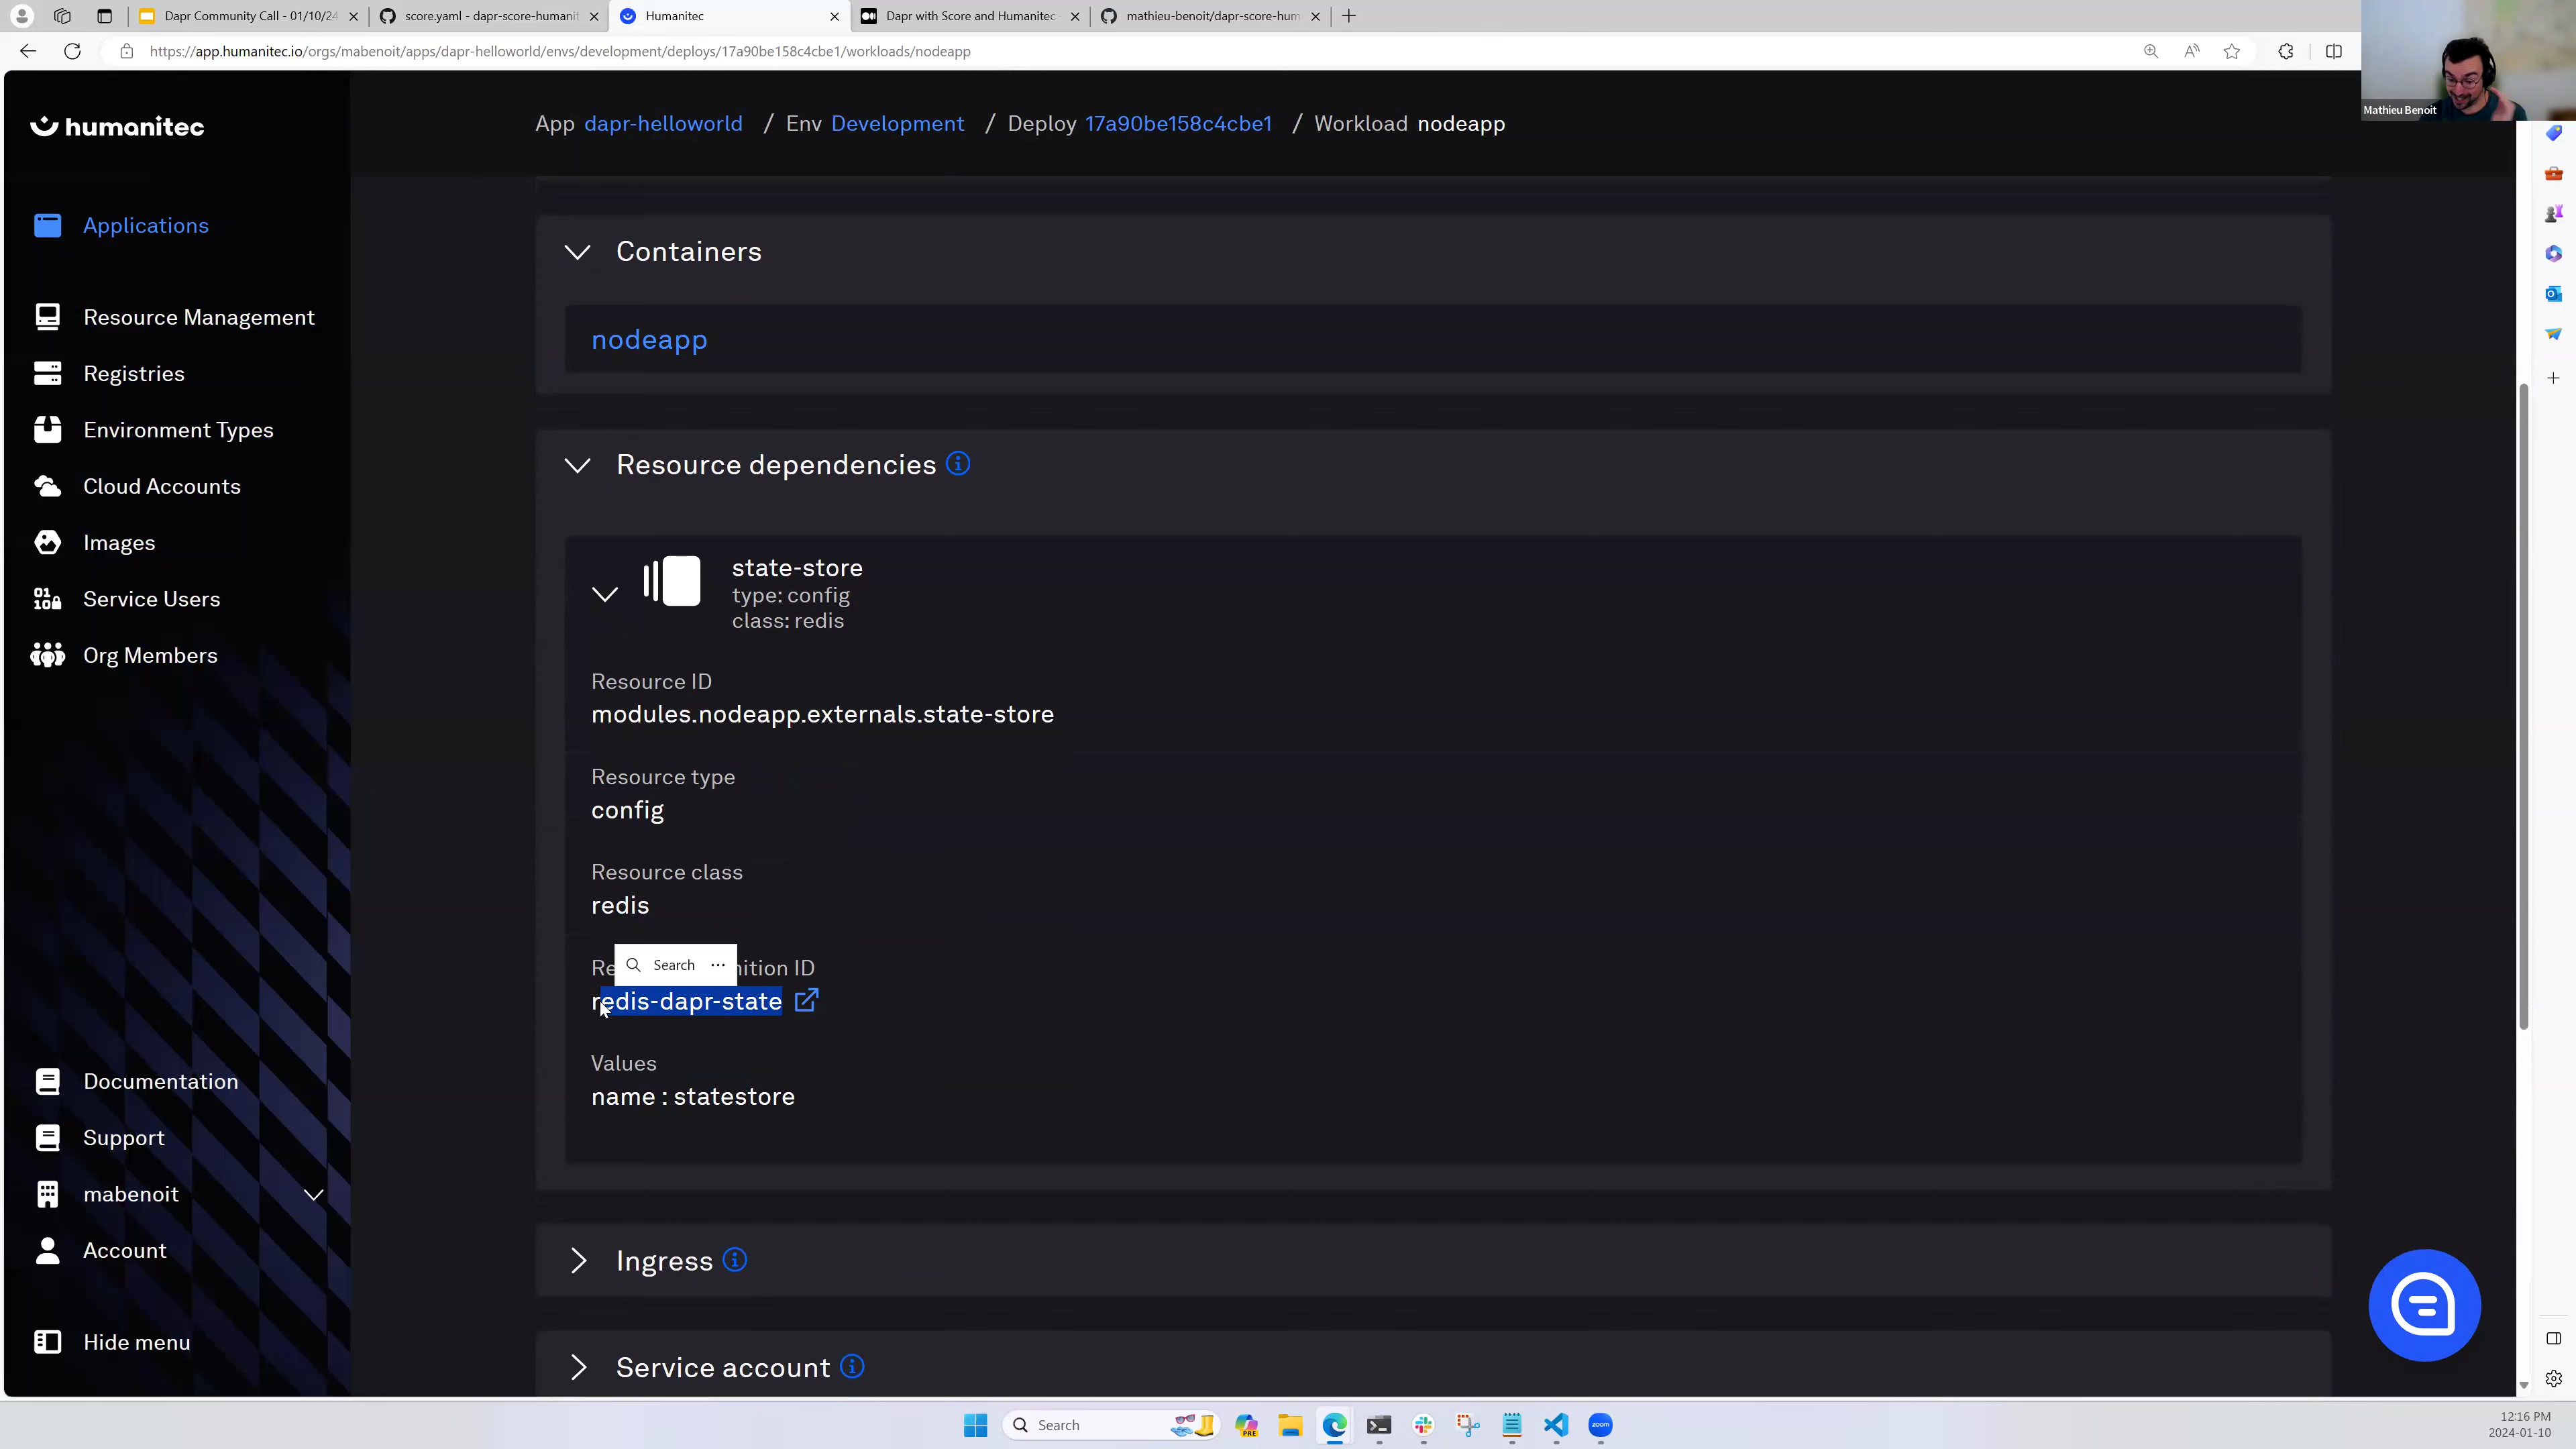 Dapr Community Call - 01/10/24
score.yaml - dapr-score-humanit
Humanitec
Dapr with Score and Humanitec
mathieu-benoit/dapr-score-hum
https://app.humanitec.io/orgs/mabenoit/apps/dapr-helloworld/envs/development/deploys/17a90be158c4cbe1/workloads/nodeapp
Mathieu Benoit
humanitec
App dapr-helloworld / Env Development / Deploy 17a90be158c4cbe1 / Workload nodeapp
Applications
Resource Management
Registries
Environment Types
Cloud Accounts
Images
Service Users
Org Members
Documentation
Support
mabenoit
Account
Hide menu
Containers
nodeapp
Resource dependencies
state-store
type: config
class: redis
Resource ID
modules.nodeapp.externals.state-store
Resource type
config
Resource class
redis
Re
Search ...
nition ID
redis-dapr-state
Values
name : statestore
Ingress
Service account
Search
PRE
zoom
12:16 PM
2024-01-10